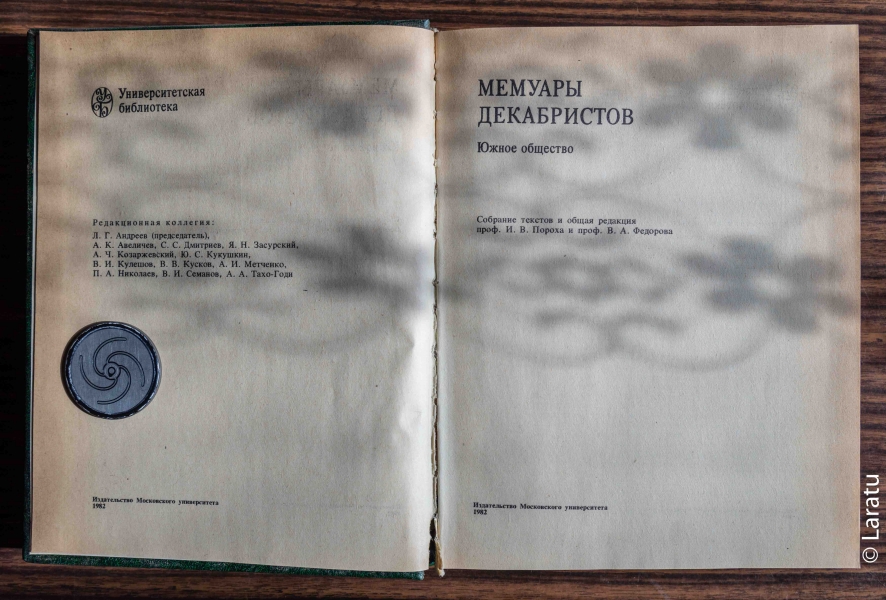 Университетская
библиотека
Редакционная коллегия:
Л. Г. Андреев (председатель),
А. К. Авеличев, С. С. Дмитриев, Я. Н. Засурский,
А. Ч. Козаржевский, Ю. С. Кукушкин,
В. И. Кулешов, В. В. Кусков, А. И. Метченко,
П. А. Николаев, В. И. Семанов, А. А. Тахо-Годи
Издательство Московского университета
1982
МЕМУАРЫ
ДЕКАБРИСТОВ
Южное общество
Собрание текстов и общая редакция
проф. И. В. Пороха и проф. В. А. Федорова
Издательство Московского университета
1982
© Laratu